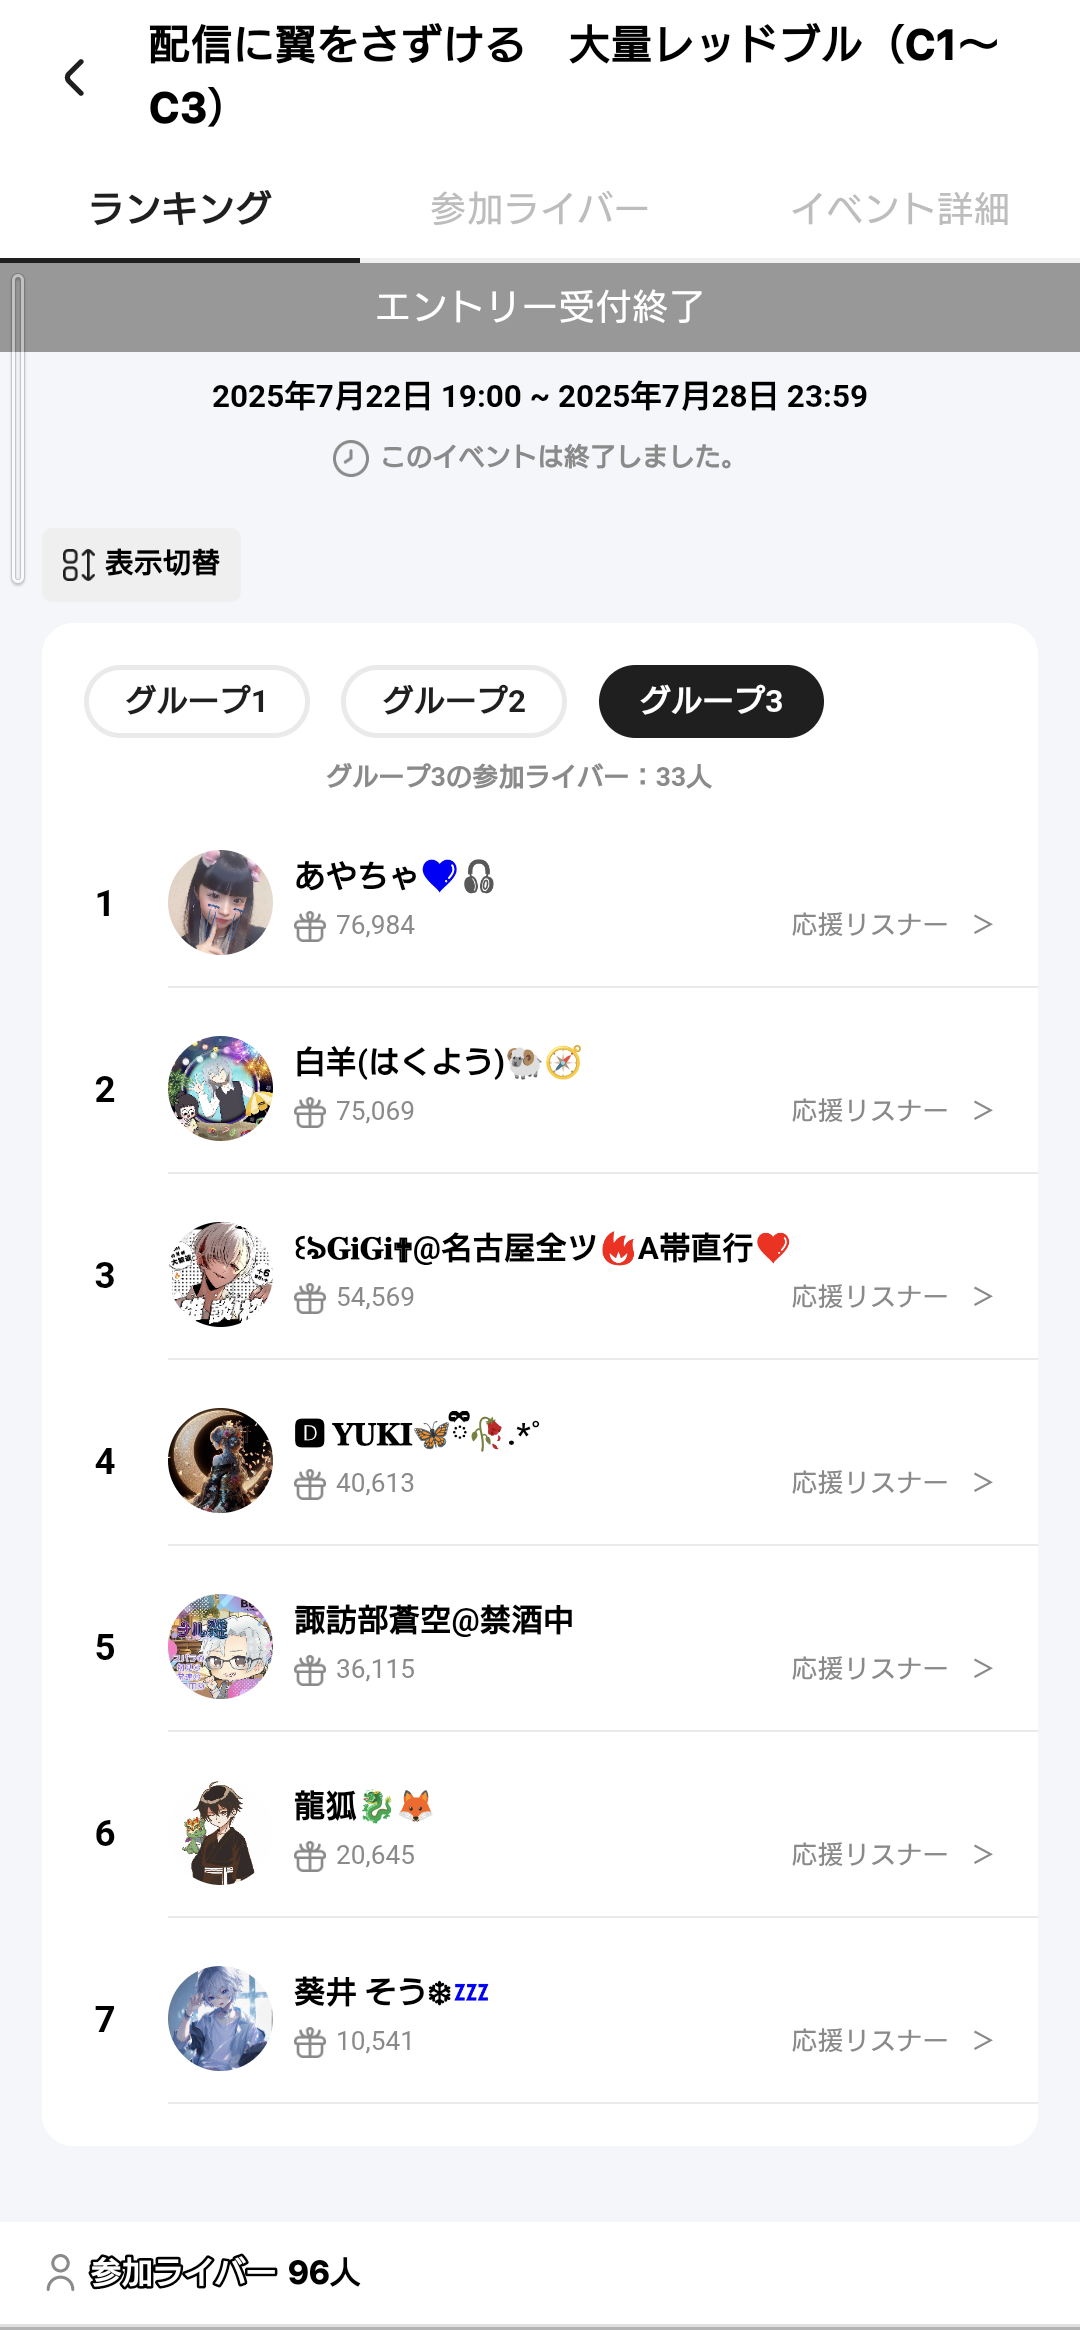 配信に翼をさずける　大量レッドブル（C1〜
C3）
ランキング 参加ライバー イベント詳細
エントリー受付終了
2025年7月22日 19:00 ~ 2025年7月28日 23:59
このイベントは終了しました。
表示切替
グループ1 グループ2 グループ3
グループ3の参加ライバー：33人
1 あやちゃ💙🎧
76,984 応援リスナー ＞
2 白羊(はくよう)🐏🧭
75,069 応援リスナー ＞
3 ꒰ঌ𝐆𝐢𝐆𝐢✟@名古屋全ツ🔥A帯直行❤️
54,569 応援リスナー ＞
4 🅳 𝐘𝐔𝐊𝐈🦋ྀི🥀.*˚
40,613 応援リスナー ＞
5 諏訪部蒼空@禁酒中
36,115 応援リスナー ＞
6 龍狐🐉🦊
20,645 応援リスナー ＞
7 葵井 そう❄💤
10,541 応援リスナー ＞
参加ライバー 96人